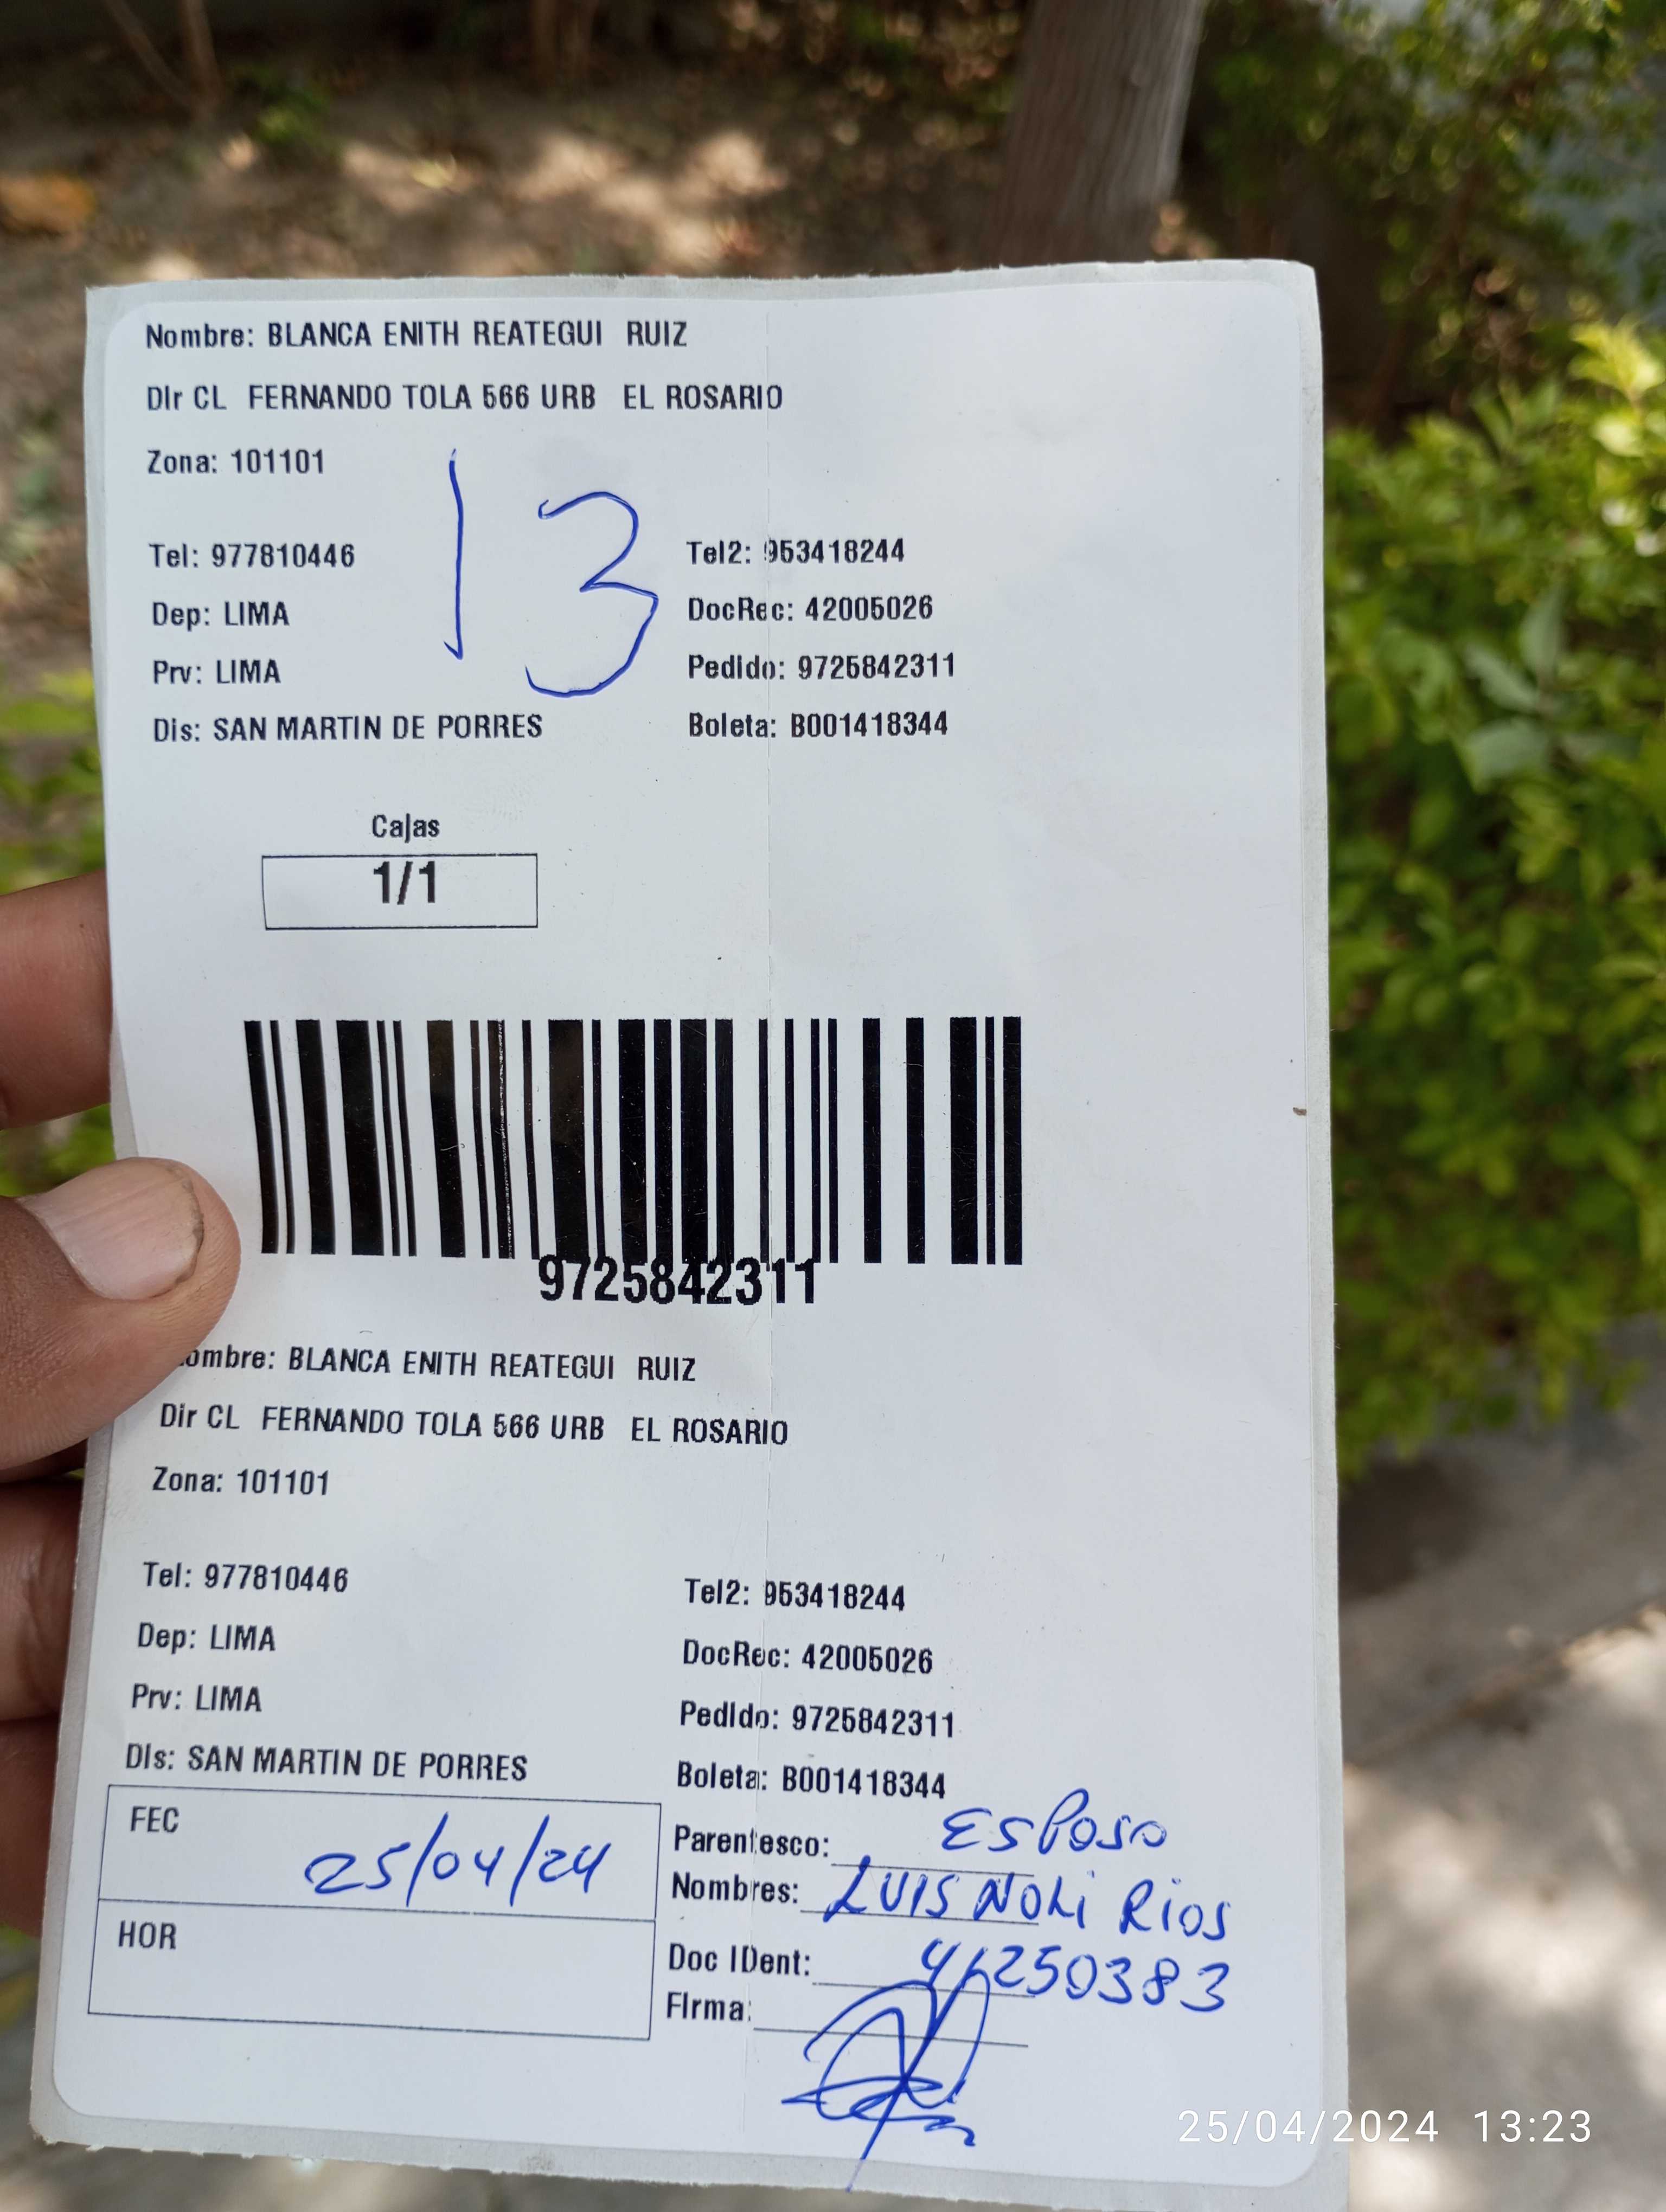 Nombre: BLANCA ENITH REATEGUI RUIZ
Dir CL FERNANDO TOLA 566 URB EL ROSARIO
Zona: 101101
13
Tel: 977810446 Tel2: 953418244
Dep: LIMA DocRec: 42005026
Prv: LIMA Pedido: 9725842311
Dis: SAN MARTIN DE PORRES Boleta: B001418344
Cajas
1/1
9725842311
ombre: BLANCA ENITH REATEGUI RUIZ
Dir CL FERNANDO TOLA 566 URB EL ROSARIO
Zona: 101101
Tel: 977810446 Tel2: 953418244
Dep: LIMA DocRec: 42005026
Prv: LIMA Pedido: 9725842311
Dis: SAN MARTIN DE PORRES Boleta: B001418344
FEC 25/04/24
Parentesco: ESPOSO
Nombres: LUIS NOLI RIOS
HOR
Doc IDent:
Firma:
25/04/2024 13:23